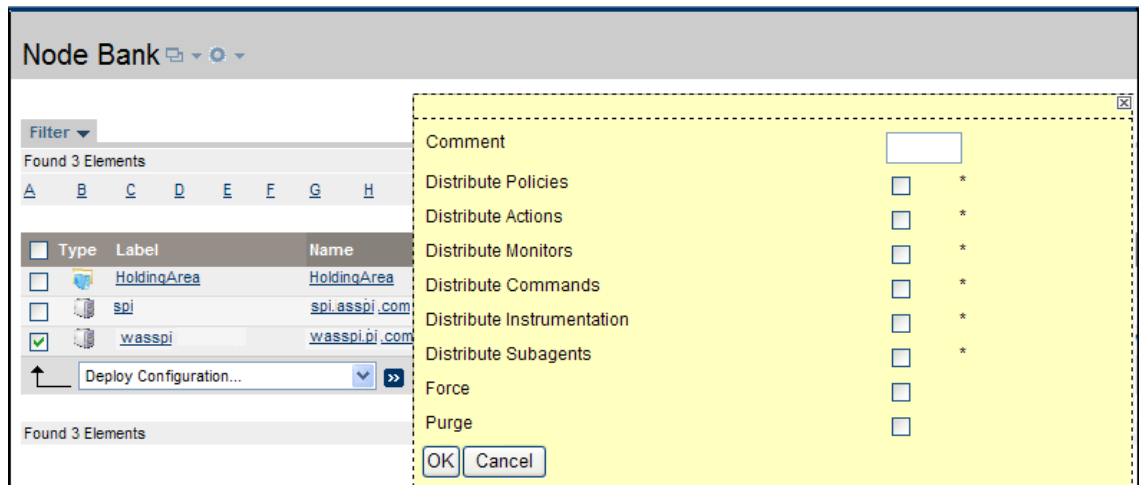 Node Bank
Filter
Found 3 Elements
A B C D E F G H
Type Label Name
HoldingArea HoldingArea
spi spi.asspi.com
wasspi wasspi.pi.com
Deploy Configuration...
Found 3 Elements
Comment
Distribute Policies *
Distribute Actions *
Distribute Monitors *
Distribute Commands *
Distribute Instrumentation *
Distribute Subagents *
Force
Purge
OK Cancel